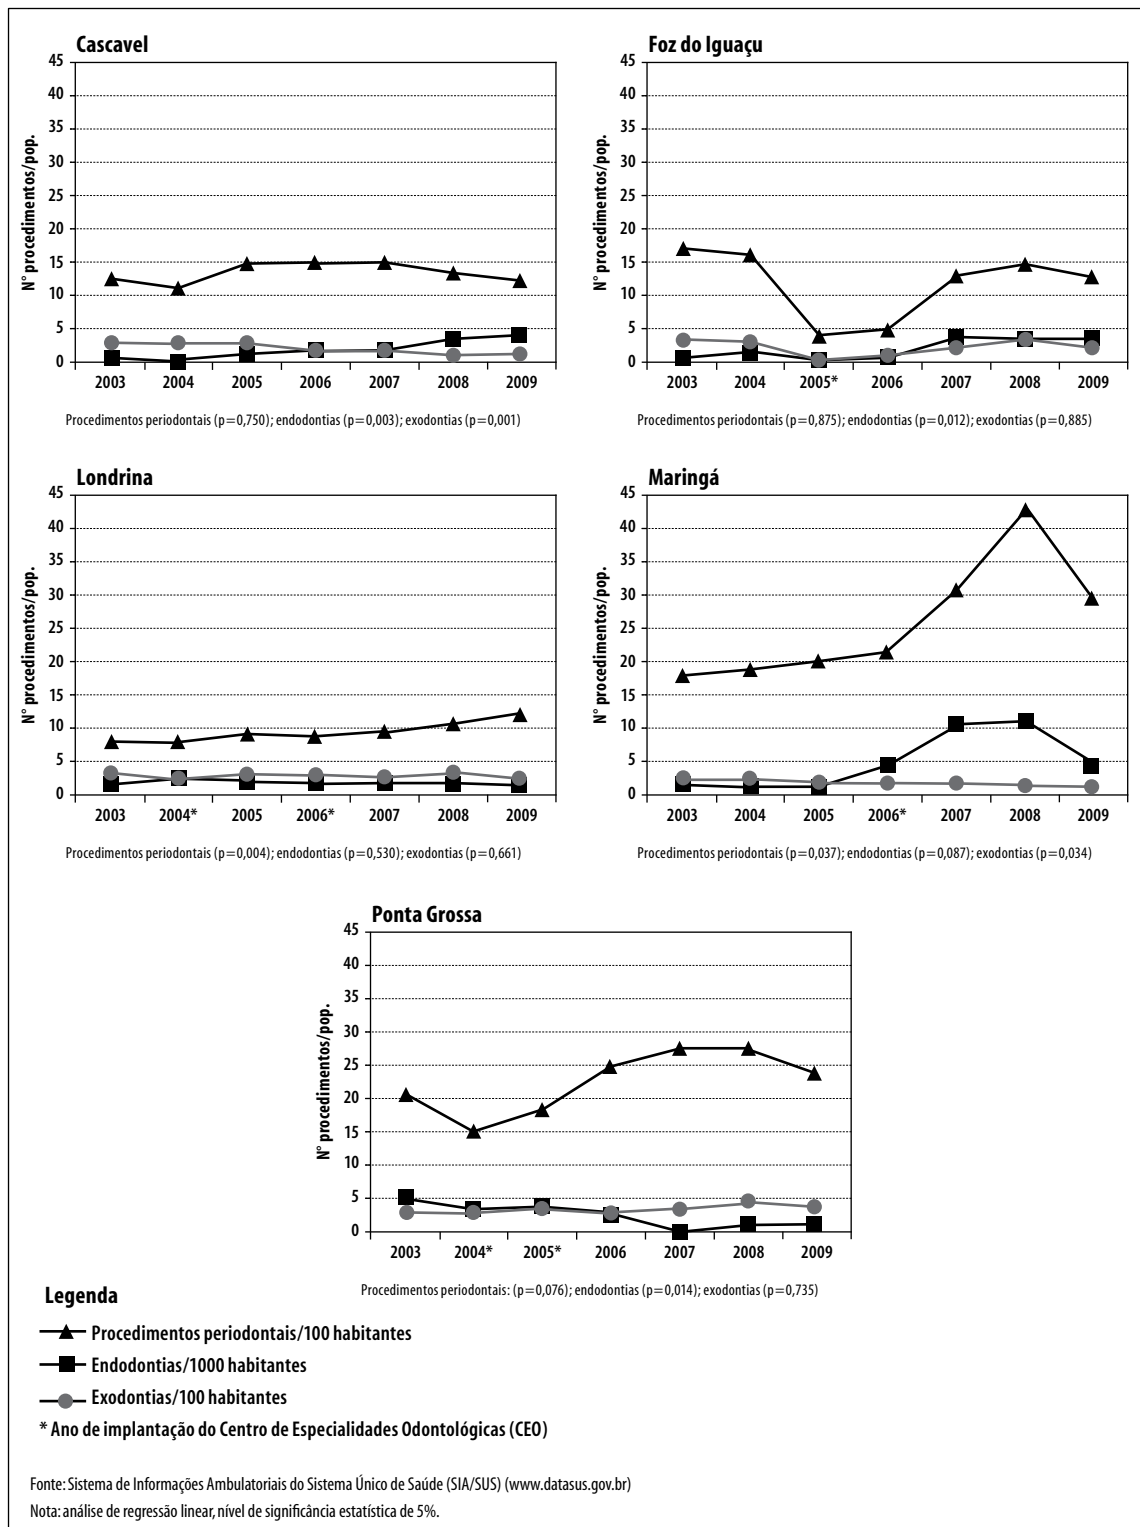 Cascavel
N° procedimentos/pop.
45
40
35
30
25
20
15
10
5
0
2003 2004 2005 2006 2007 2008 2009
Procedimentos periodontais (p=0,750); endodontias (p=0,003); exodontias (p=0,001)
Foz do Iguaçu
N° procedimentos/pop.
45
40
35
30
25
20
15
10
5
0
2003 2004 2005* 2006 2007 2008 2009
Procedimentos periodontais (p=0,875); endodontias (p=0,012); exodontias (p=0,885)
Londrina
N° procedimentos/pop.
45
40
35
30
25
20
15
10
5
0
2003 2004* 2005 2006* 2007 2008 2009
Procedimentos periodontais (p=0,004); endodontias (p=0,530); exodontias (p=0,661)
Maringá
N° procedimentos/pop.
45
40
35
30
25
20
15
10
5
0
2003 2004 2005 2006* 2007 2008 2009
Procedimentos periodontais (p=0,037); endodontias (p=0,087); exodontias (p=0,034)
Ponta Grossa
N° procedimentos/pop.
45
40
35
30
25
20
15
10
5
0
2003 2004* 2005* 2006 2007 2008 2009
Procedimentos periodontais: (p=0,076); endodontias (p=0,014); exodontias (p=0,735)
Legenda
Procedimentos periodontais/100 habitantes
Endodontias/1000 habitantes
Exodontias/100 habitantes
* Ano de implantação do Centro de Especialidades Odontológicas (CEO)
Fonte: Sistema de Informações Ambulatoriais do Sistema Único de Saúde (SIA/SUS) (www.datasus.gov.br)
Nota: análise de regressão linear, nível de significância estatística de 5%.